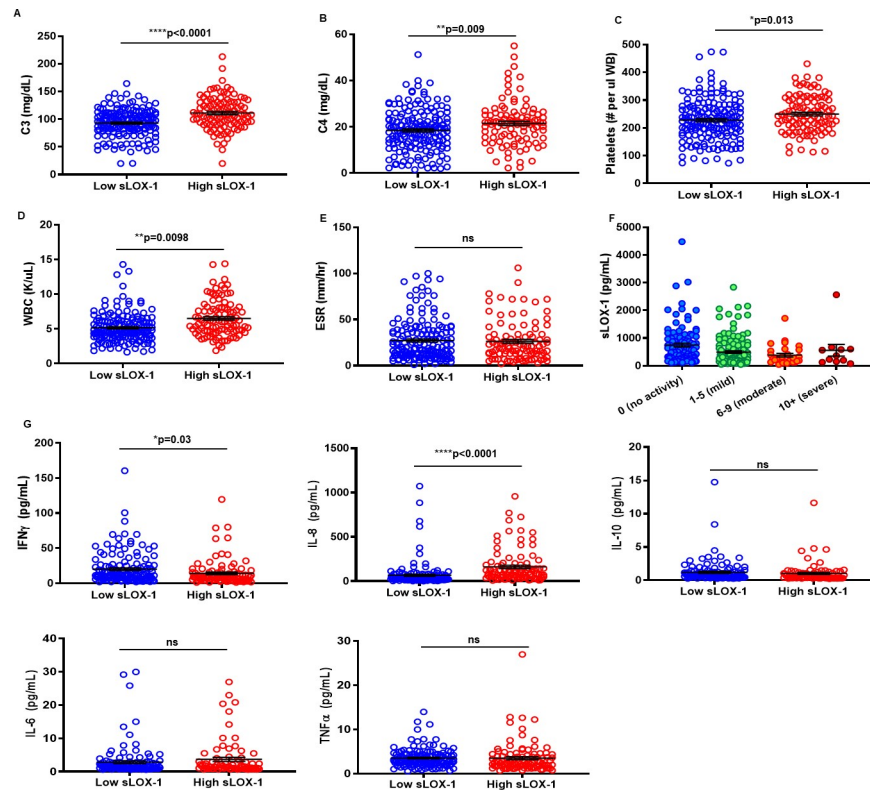 A
****p<0.0001
C3 (mg/dL)
250
200
150
100
50
0
Low sLOX-1
High sLOX-1
B
**p=0.009
C4 (mg/dL)
60
40
20
0
Low sLOX-1
High sLOX-1
C
*p=0.013
Platelets (# per ul WB)
500
400
300
200
100
0
Low sLOX-1
High sLOX-1
D
**p=0.0098
WBC (K/uL)
20
15
10
5
0
Low sLOX-1
High sLOX-1
E
ns
ESR (mm/hr)
150
100
50
0
Low sLOX-1
High sLOX-1
F
sLOX-1 (pg/mL)
5000
4000
3000
2000
1000
0
0 (no activity)
1-5 (mild)
6-9 (moderate)
10+ (severe)
G
*p=0.03
IFNγ (pg/mL)
200
150
100
50
0
Low sLOX-1
High sLOX-1
****p<0.0001
IL-8 (pg/mL)
1500
1000
500
0
Low sLOX-1
High sLOX-1
ns
IL-10 (pg/mL)
20
15
10
5
0
Low sLOX-1
High sLOX-1
ns
IL-6 (pg/mL)
40
30
20
10
0
Low sLOX-1
High sLOX-1
ns
TNFα (pg/mL)
30
20
10
0
Low sLOX-1
High sLOX-1